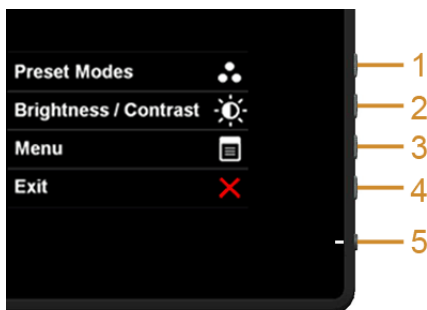 Preset Modes 1
Brightness / Contrast 2
Menu 3
Exit 4
5